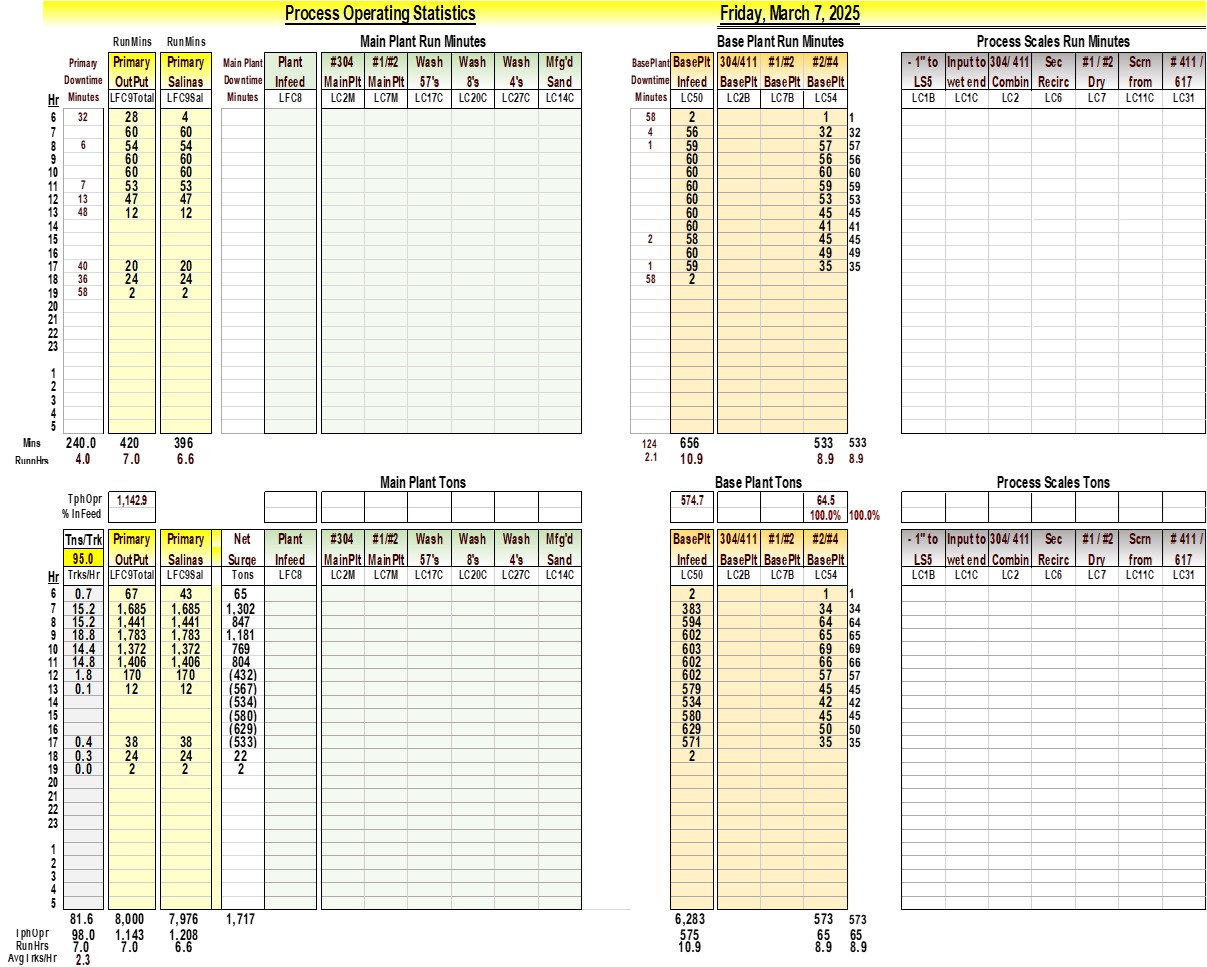 Process Operating Statistics Friday, March 7, 2025
RunMins RunMins Main Plant Run Minutes Base Plant Run Minutes Process Scales Run Minutes
Primary Primary Primary Main Plant Plant #304 #1/#2 Wash Wash Wash Mfg'd BasePlant BasePlt 304/411 #1/#2 #2/#4 - 1" to Input to 304/ 411 Sec #1 / #2 Scrn # 411 /
Downtime OutPut Salinas Downtime Infeed MainPlt MainPlt 57's 8's 4's Sand Downtime Infeed BasePlt BasePlt BasePlt LS5 wet end Combin Recirc Dry from 617
Hr Minutes LFC9Total LFC9Sal Minutes LFC8 LC2M LC7M LC17C LC20C LC27C LC14C Minutes LC50 LC2B LC7B LC54 LC1B LC1C LC2 LC6 LC7 LC11C LC31
6 32 28 4 58 2 1 1
7 60 60 4 56 32 32
8 6 54 54 1 59 57 57
9 60 60 60 56 56
10 60 60 60 60 60
11 7 53 53 60 59 59
12 13 47 47 60 53 53
13 48 12 12 60 45 45
14 60 41 41
15 2 58 45 45
16 60 49 49
17 40 20 20 1 59 35 35
18 36 24 24 58 2
19 58 2 2
20
21
22
23
1
2
3
4
5
Mins 240.0 420 396 124 656 533 533
RunnHrs 4.0 7.0 6.6 2.1 10.9 8.9 8.9
Main Plant Tons Base Plant Tons Process Scales Tons
TphOpr 1,142.9 574.7 64.5
% InFeed 100.0% 100.0%
Tns/Trk Primary Primary Net Plant #304 #1/#2 Wash Wash Wash Mfg'd BasePlt 304/411 #1/#2 #2/#4 - 1" to Input to 304/ 411 Sec #1 / #2 Scrn # 411 /
95.0 OutPut Salinas Surge Infeed MainPlt MainPlt 57's 8's 4's Sand Infeed BasePlt BasePlt BasePlt LS5 wet end Combin Recirc Dry from 617
Hr Trks/Hr LFC9Total LFC9Sal Tons LFC8 LC2M LC7M LC17C LC20C LC27C LC14C LC50 LC2B LC7B LC54 LC1B LC1C LC2 LC6 LC7 LC11C LC31
6 0.7 67 43 65 2 1 1
7 15.2 1,685 1,685 1,302 383 34 34
8 15.2 1,441 1,441 847 594 64 64
9 18.8 1,783 1,783 1,181 602 65 65
10 14.4 1,372 1,372 769 603 69 69
11 14.8 1,406 1,406 804 602 66 66
12 1.8 170 170 (432) 602 57 57
13 0.1 12 12 (567) 579 45 45
14 (534) 534 42 42
15 (580) 580 45 45
16 (629) 629 50 50
17 0.4 38 38 (533) 571 35 35
18 0.3 24 24 22 2
19 0.0 2 2 2
20
21
22
23
1
2
3
4
5
81.6 8,000 7,976 1,717 6,283 573 573
TphOpr 98.0 1,143 1,208 575 65 65
RunHrs 7.0 7.0 6.6 10.9 8.9 8.9
AvgTrks/Hr 2.3